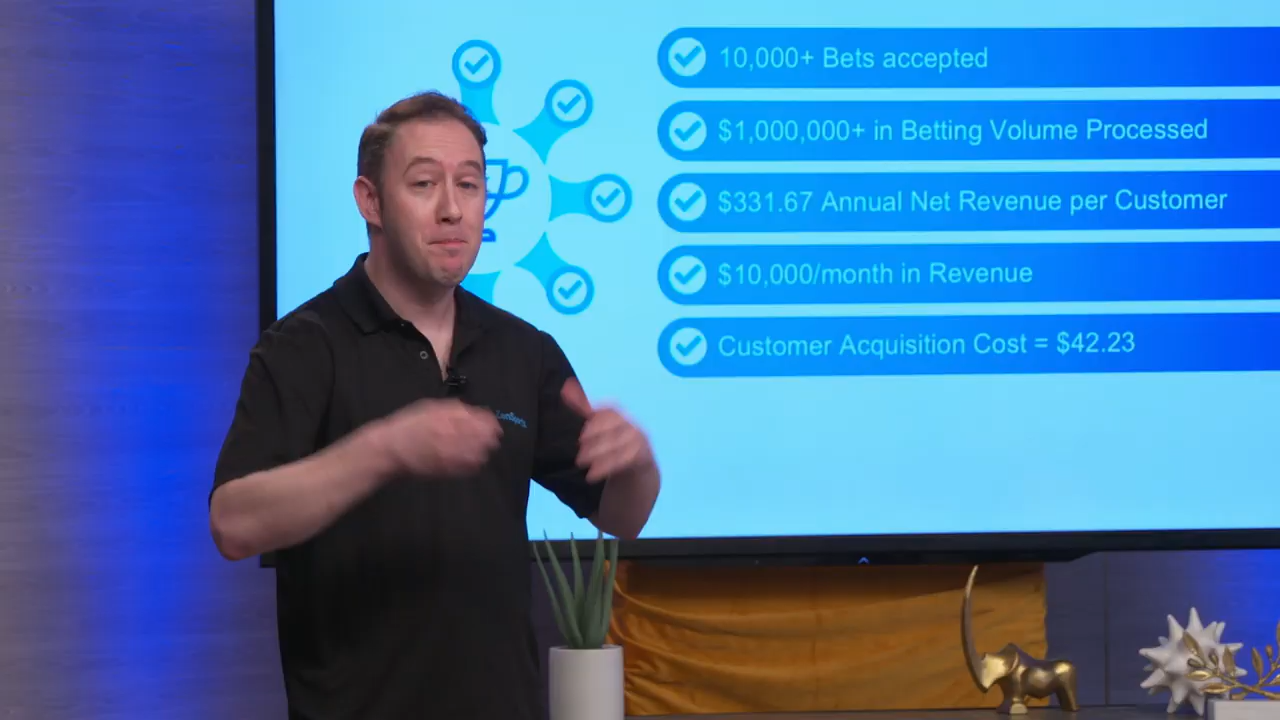 10,000+ Bets accepted
$1,000,000+ in Betting Volume Processed
$331.67 Annual Net Revenue per Customer
$10,000/month in Revenue
Customer Acquisition Cost = $42.23